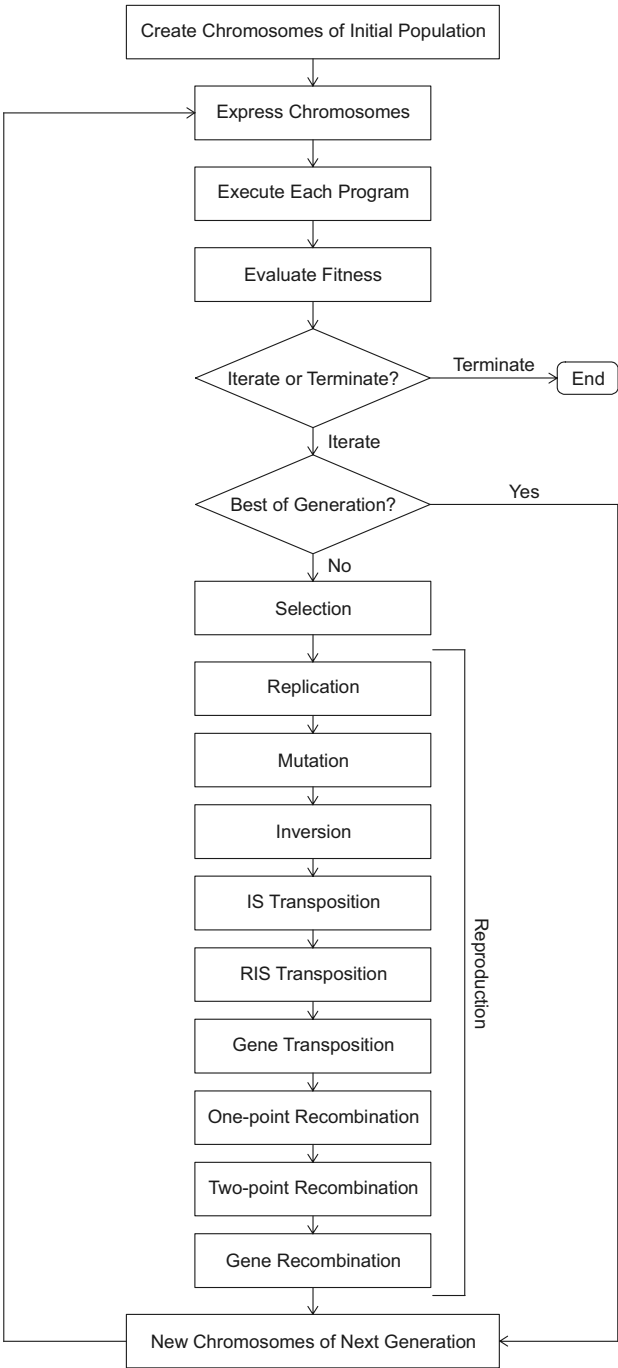 Create Chromosomes of Initial Population
Express Chromosomes
Execute Each Program
Evaluate Fitness
Iterate or Terminate?
Terminate
End
Iterate
Best of Generation?
Yes
No
Selection
Replication
Mutation
Inversion
IS Transposition
RIS Transposition
Gene Transposition
One-point Recombination
Two-point Recombination
Gene Recombination
Reproduction
New Chromosomes of Next Generation